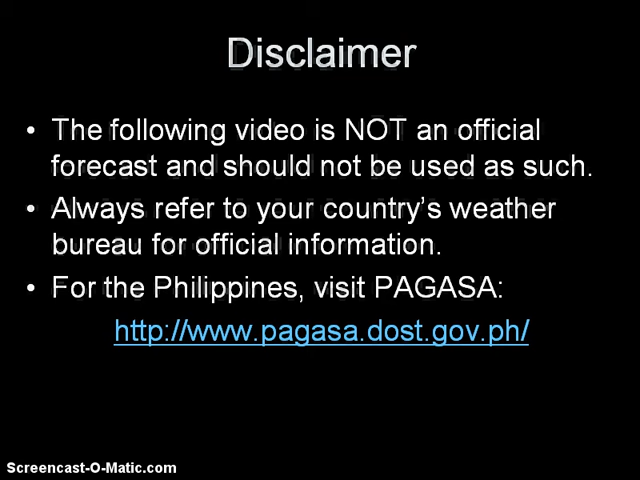 Disclaimer
• The following video is NOT an official
forecast and should not be used as such.
• Always refer to your country’s weather
bureau for official information.
• For the Philippines, visit PAGASA:
http://www.pagasa.dost.gov.ph/
Screencast-O-Matic.com